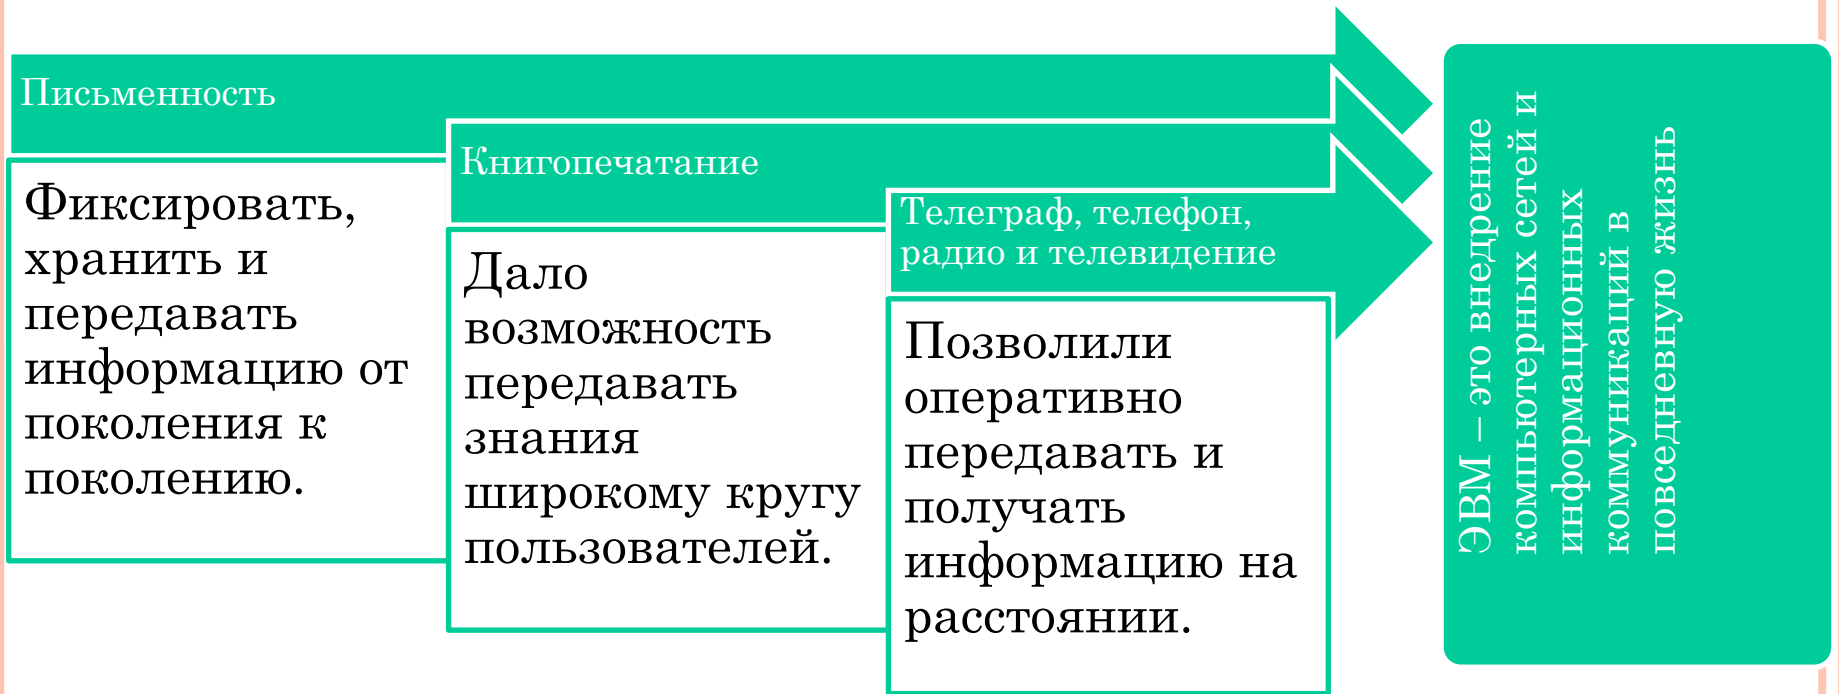 Письменность
Фиксировать,
хранить и
передавать
информацию от
поколения к
поколению.
Книгопечатание
Дало
возможность
передавать
знания
широкому кругу
пользователей.
Телеграф, телефон,
радио и телевидение
Позволили
оперативно
передавать и
получать
информацию на
расстоянии.
ЭВМ – это внедрение
компьютерных сетей и
информационных
коммуникаций в
повседневную жизнь